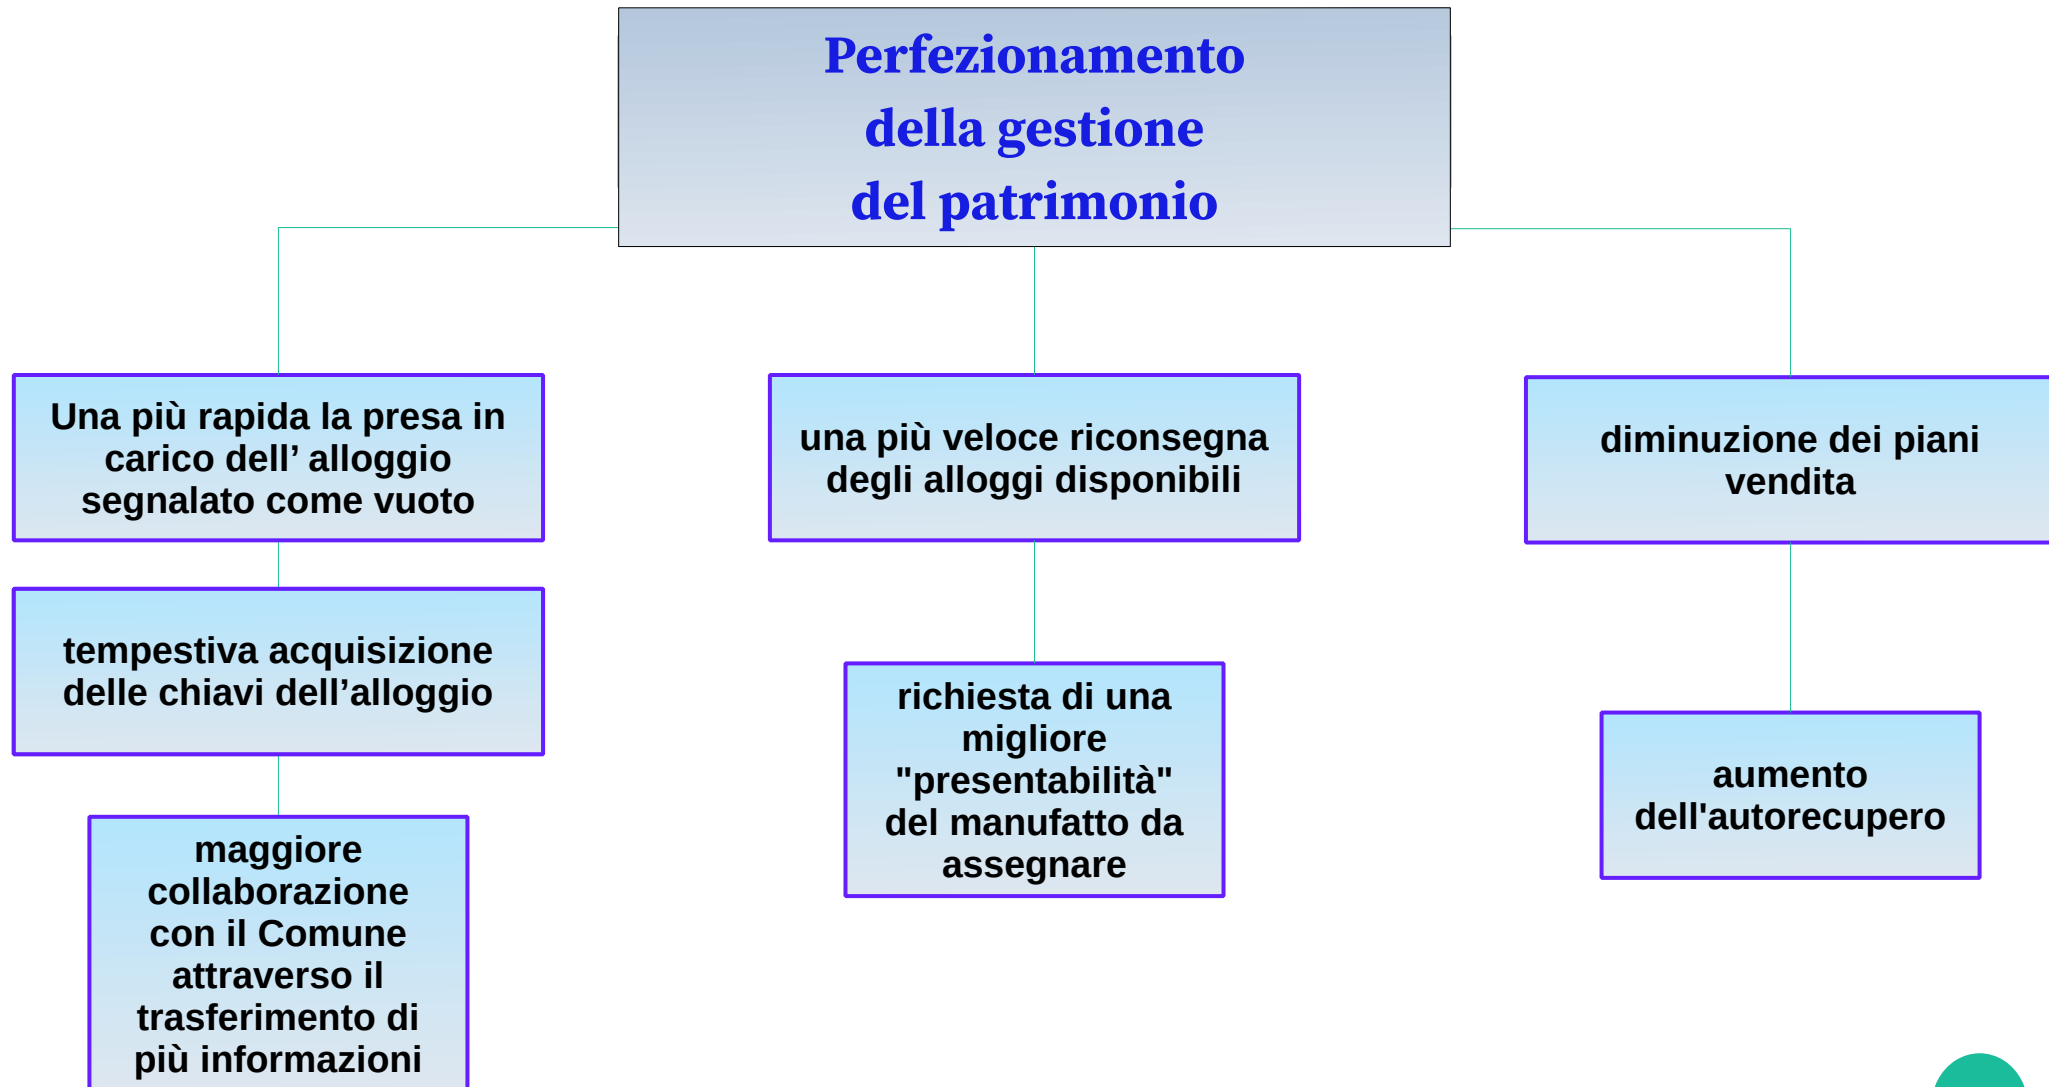 Perfezionamento
della gestione
del patrimonio
Una più rapida la presa in
carico dell’ alloggio
segnalato come vuoto
tempestiva acquisizione
delle chiavi dell’alloggio
maggiore
collaborazione
con il Comune
attraverso il
trasferimento di
più informazioni
una più veloce riconsegna
degli alloggi disponibili
richiesta di una
migliore
"presentabilità"
del manufatto da
assegnare
diminuzione dei piani
vendita
aumento
dell'autorecupero